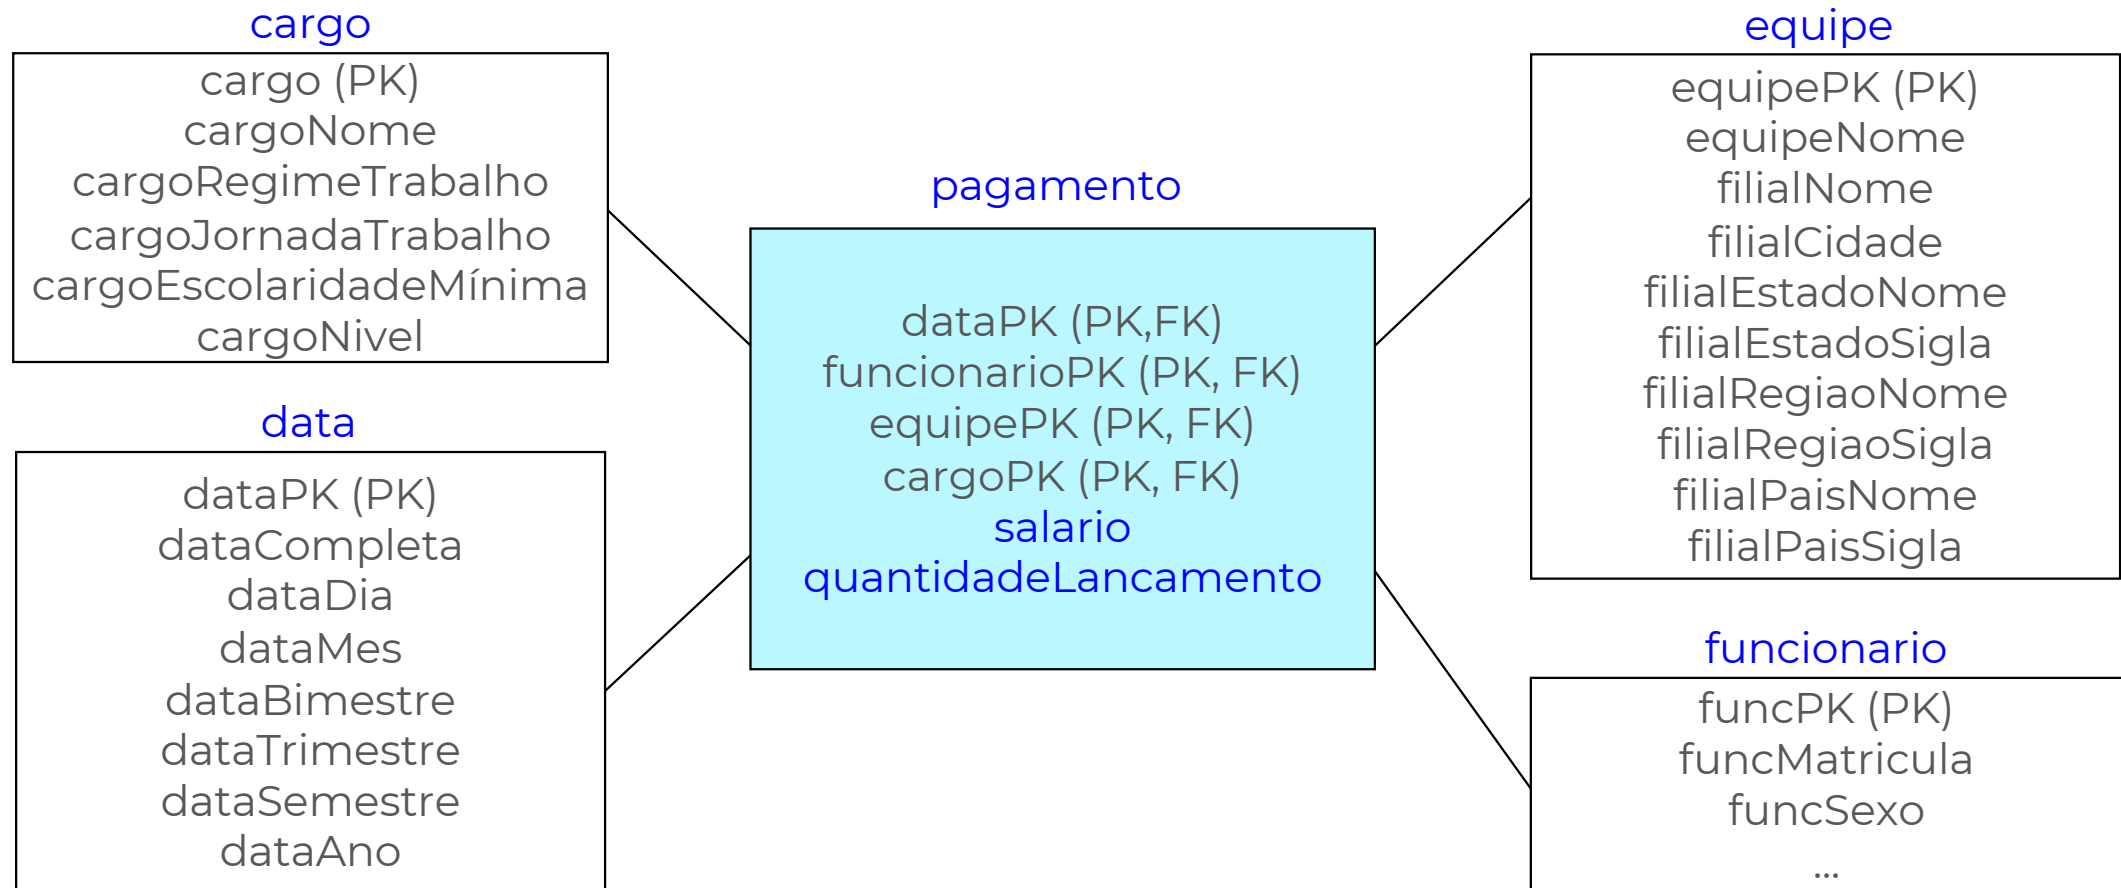 cargo
cargo (PK)
cargoNome
cargoRegimeTrabalho
cargoJornadaTrabalho
cargoEscolaridadeMínima
cargoNivel
data
dataPK (PK)
dataCompleta
dataDia
dataMes
dataBimestre
dataTrimestre
dataSemestre
dataAno
pagamento
dataPK (PK,FK)
funcionarioPK (PK, FK)
equipePK (PK, FK)
cargoPK (PK, FK)
salario
quantidadeLancamento
equipe
equipePK (PK)
equipeNome
filialNome
filialCidade
filialEstadoNome
filialEstadoSigla
filialRegiaoNome
filialRegiaoSigla
filialPaisNome
filialPaisSigla
funcionario
funcPK (PK)
funcMatricula
funcSexo
...